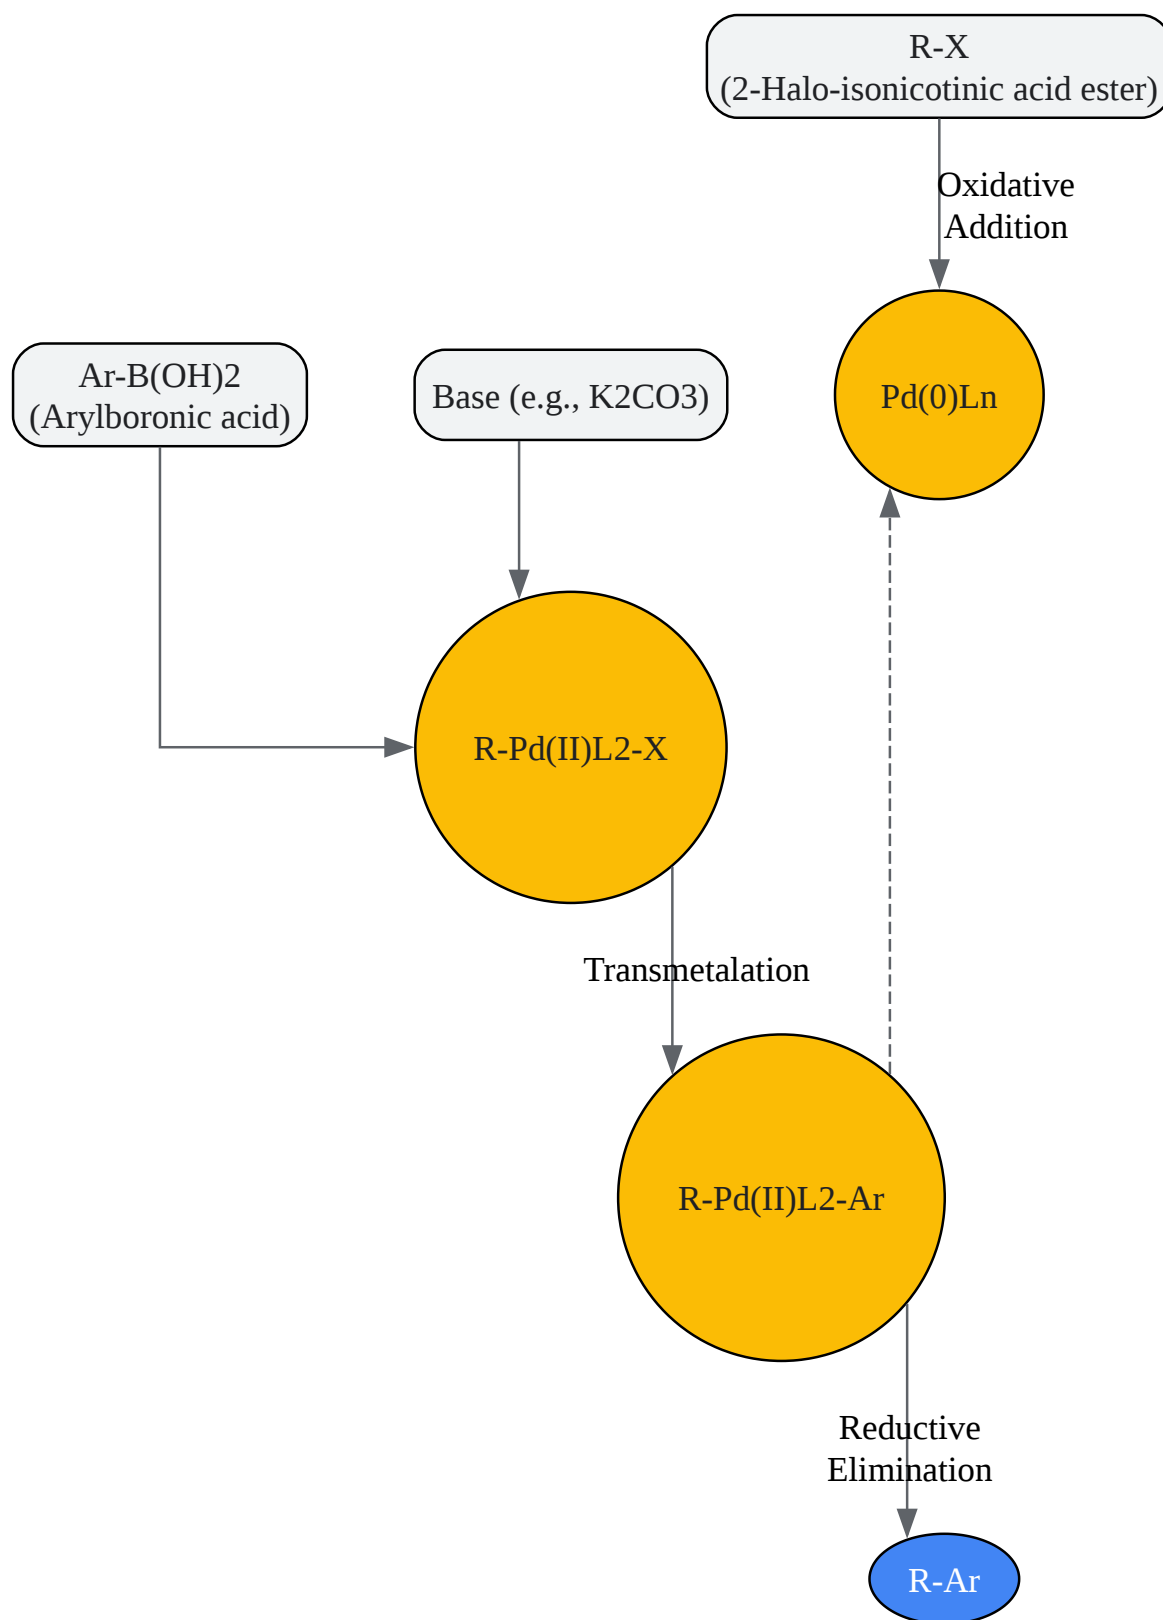 R-X
(2-Halo-isonicotinic acid ester)
Oxidative
Addition
Ar-B(OH)2
(Arylboronic acid)
Base (e.g., K2CO3)
Pd(0)Ln
R-Pd(II)L2-X
Transmetalation
R-Pd(II)L2-Ar
Reductive
Elimination
R-Ar